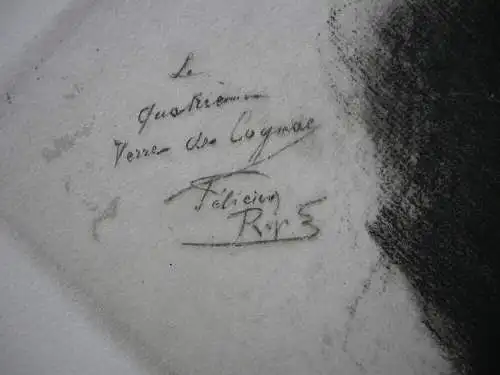 Le
Quatrième
Verre de Cognac
Félicien
Rops